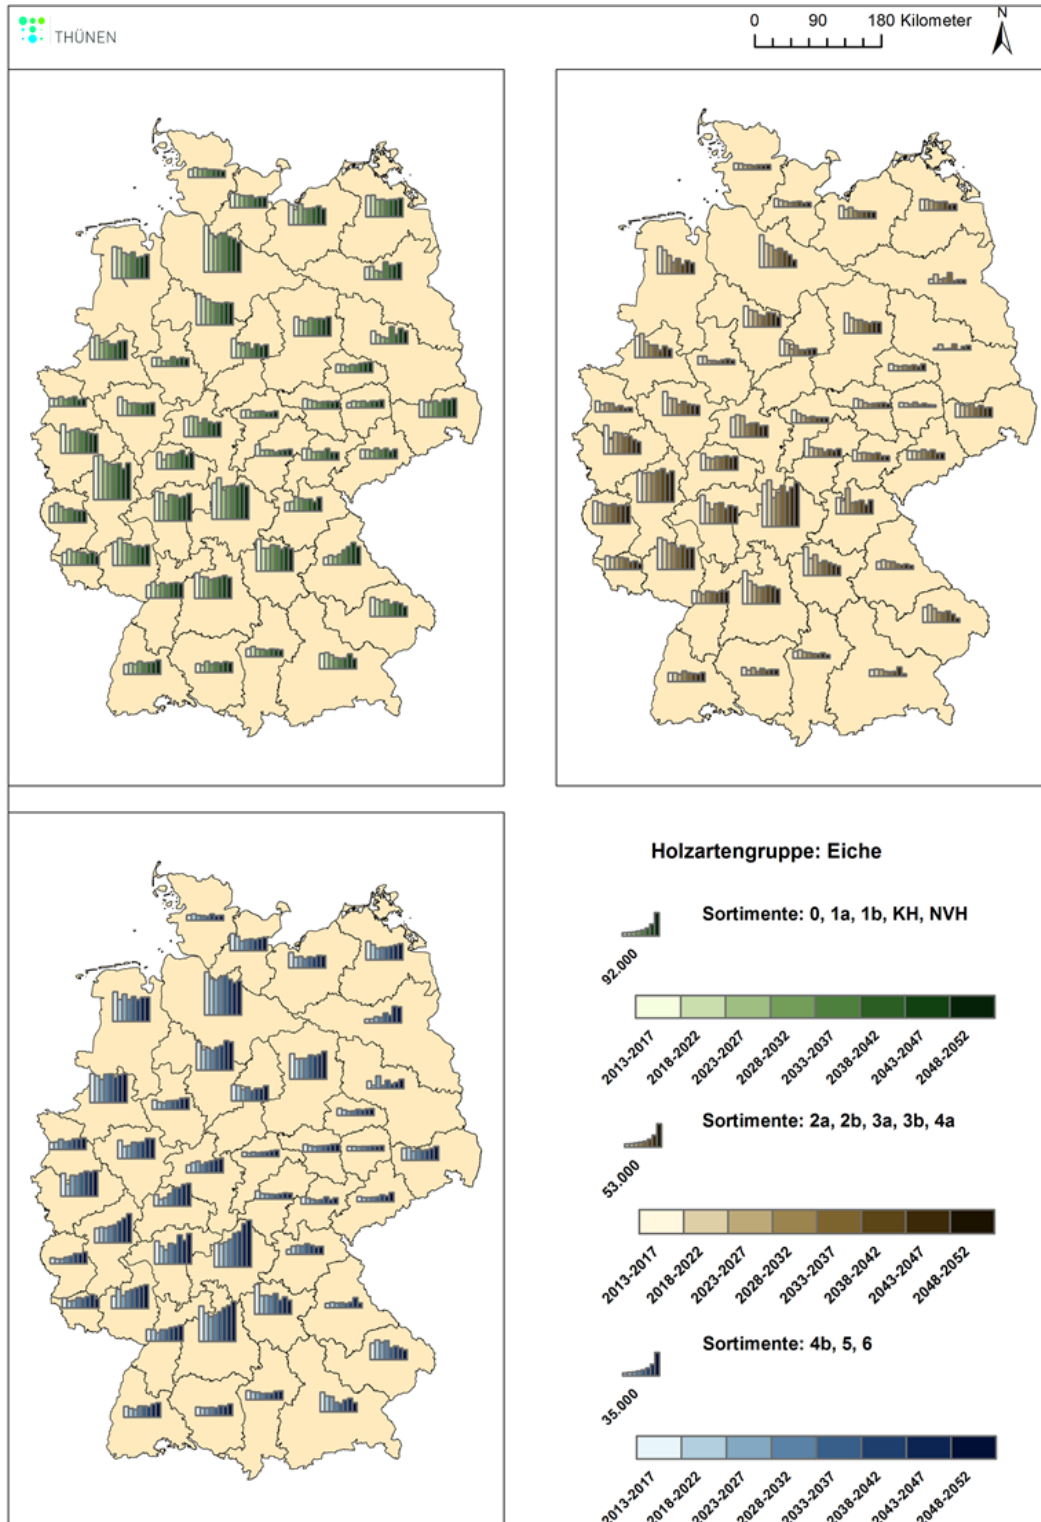 THÜNEN
0 90 180 Kilometer
N
Holzartengruppe: Eiche
Sortimente: 0, 1a, 1b, KH, NVH
92.000
2013-2017 2018-2022 2023-2027 2028-2032 2033-2037 2038-2042 2043-2047 2048-2052
Sortimente: 2a, 2b, 3a, 3b, 4a
53.000
2013-2017 2018-2022 2023-2027 2028-2032 2033-2037 2038-2042 2043-2047 2048-2052
Sortimente: 4b, 5, 6
35.000
2013-2017 2018-2022 2023-2027 2028-2032 2033-2037 2038-2042 2043-2047 2048-2052